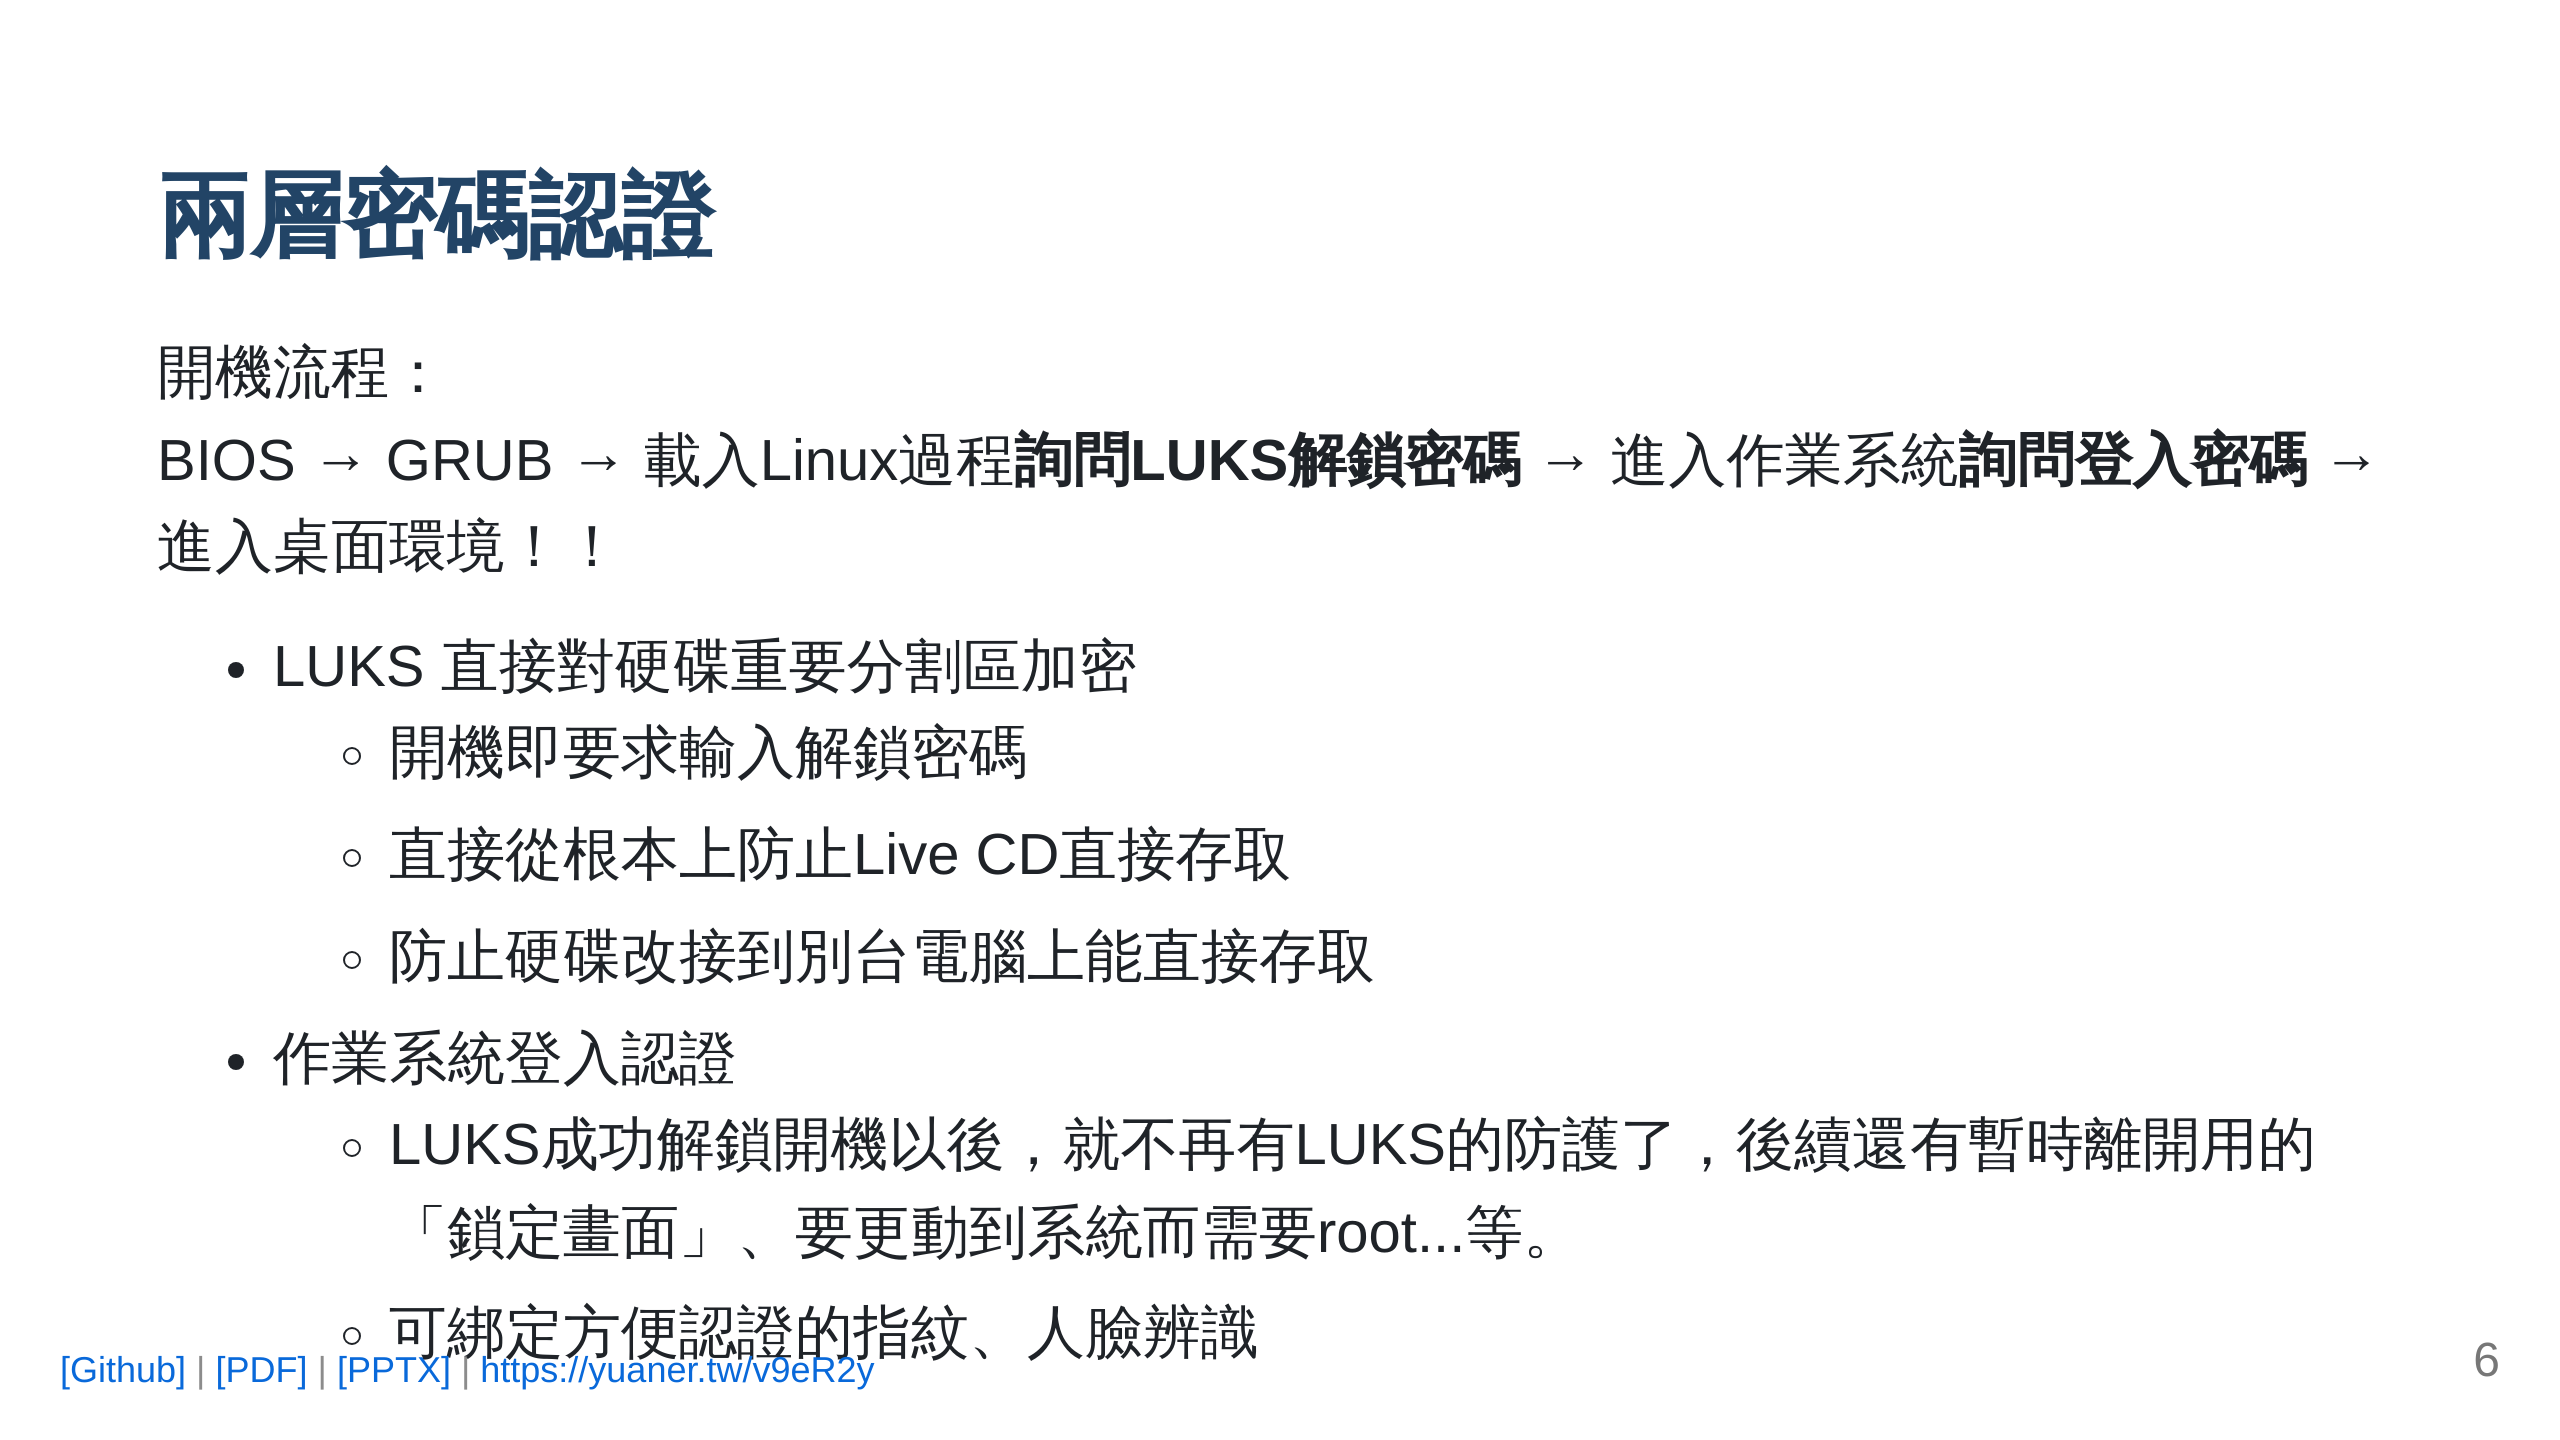 兩層密碼認證
開機流程：
BIOS → GRUB → 載入Linux過程詢問LUKS解鎖密碼 → 進入作業系統詢問登入密碼 →
進入桌面環境！！
• LUKS 直接對硬碟重要分割區加密
○ 開機即要求輸入解鎖密碼
○ 直接從根本上防止Live CD直接存取
○ 防止硬碟改接到別台電腦上能直接存取
• 作業系統登入認證
○ LUKS成功解鎖開機以後，就不再有LUKS的防護了，後續還有暫時離開用的
「鎖定畫面」、要更動到系統而需要root...等。
○ 可綁定方便認證的指紋、人臉辨識
[Github] | [PDF] | [PPTX] | https://yuaner.tw/v9eR2y
6